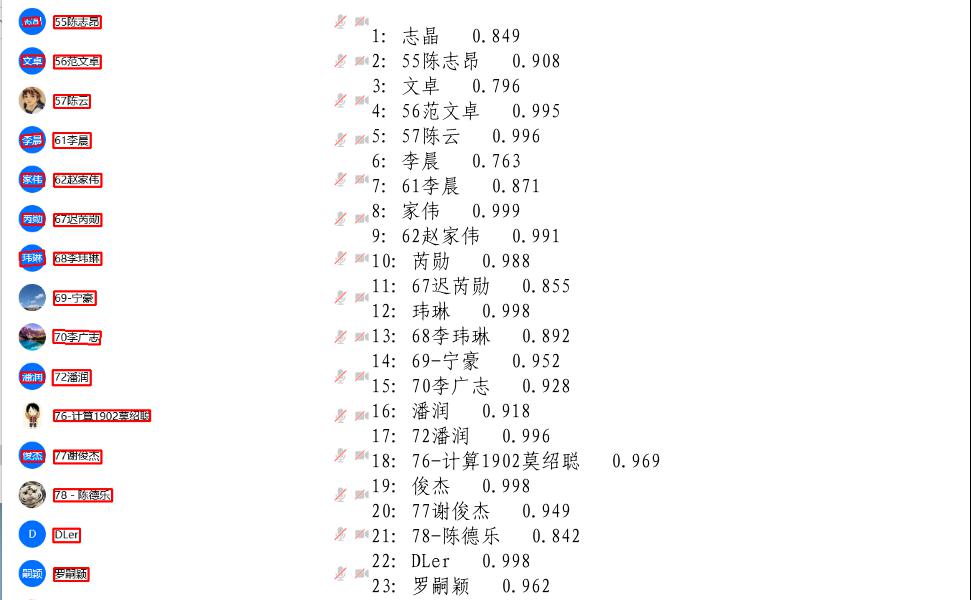 志昂 55陈志昂
文卓 56范文卓
57陈云
李晨 61李晨
家伟 62赵家伟
芮勋 67迟芮勋
玮琳 68李玮琳
69-宁豪
70李广志
潘润 72潘润
76-计算1902莫绍聪
俊杰 77谢俊杰
78 - 陈德乐
D DLer
嗣颖 罗嗣颖
1: 志晶 0.849
2: 55陈志昂 0.908
3: 文卓 0.796
4: 56范文卓 0.995
5: 57陈云 0.996
6: 李晨 0.763
7: 61李晨 0.871
8: 家伟 0.999
9: 62赵家伟 0.991
10: 芮勋 0.988
11: 67迟芮勋 0.855
12: 玮琳 0.998
13: 68李玮琳 0.892
14: 69-宁豪 0.952
15: 70李广志 0.928
16: 潘润 0.918
17: 72潘润 0.996
18: 76-计算1902莫绍聪 0.969
19: 俊杰 0.998
20: 77谢俊杰 0.949
21: 78-陈德乐 0.842
22: DLer 0.998
23: 罗嗣颖 0.962